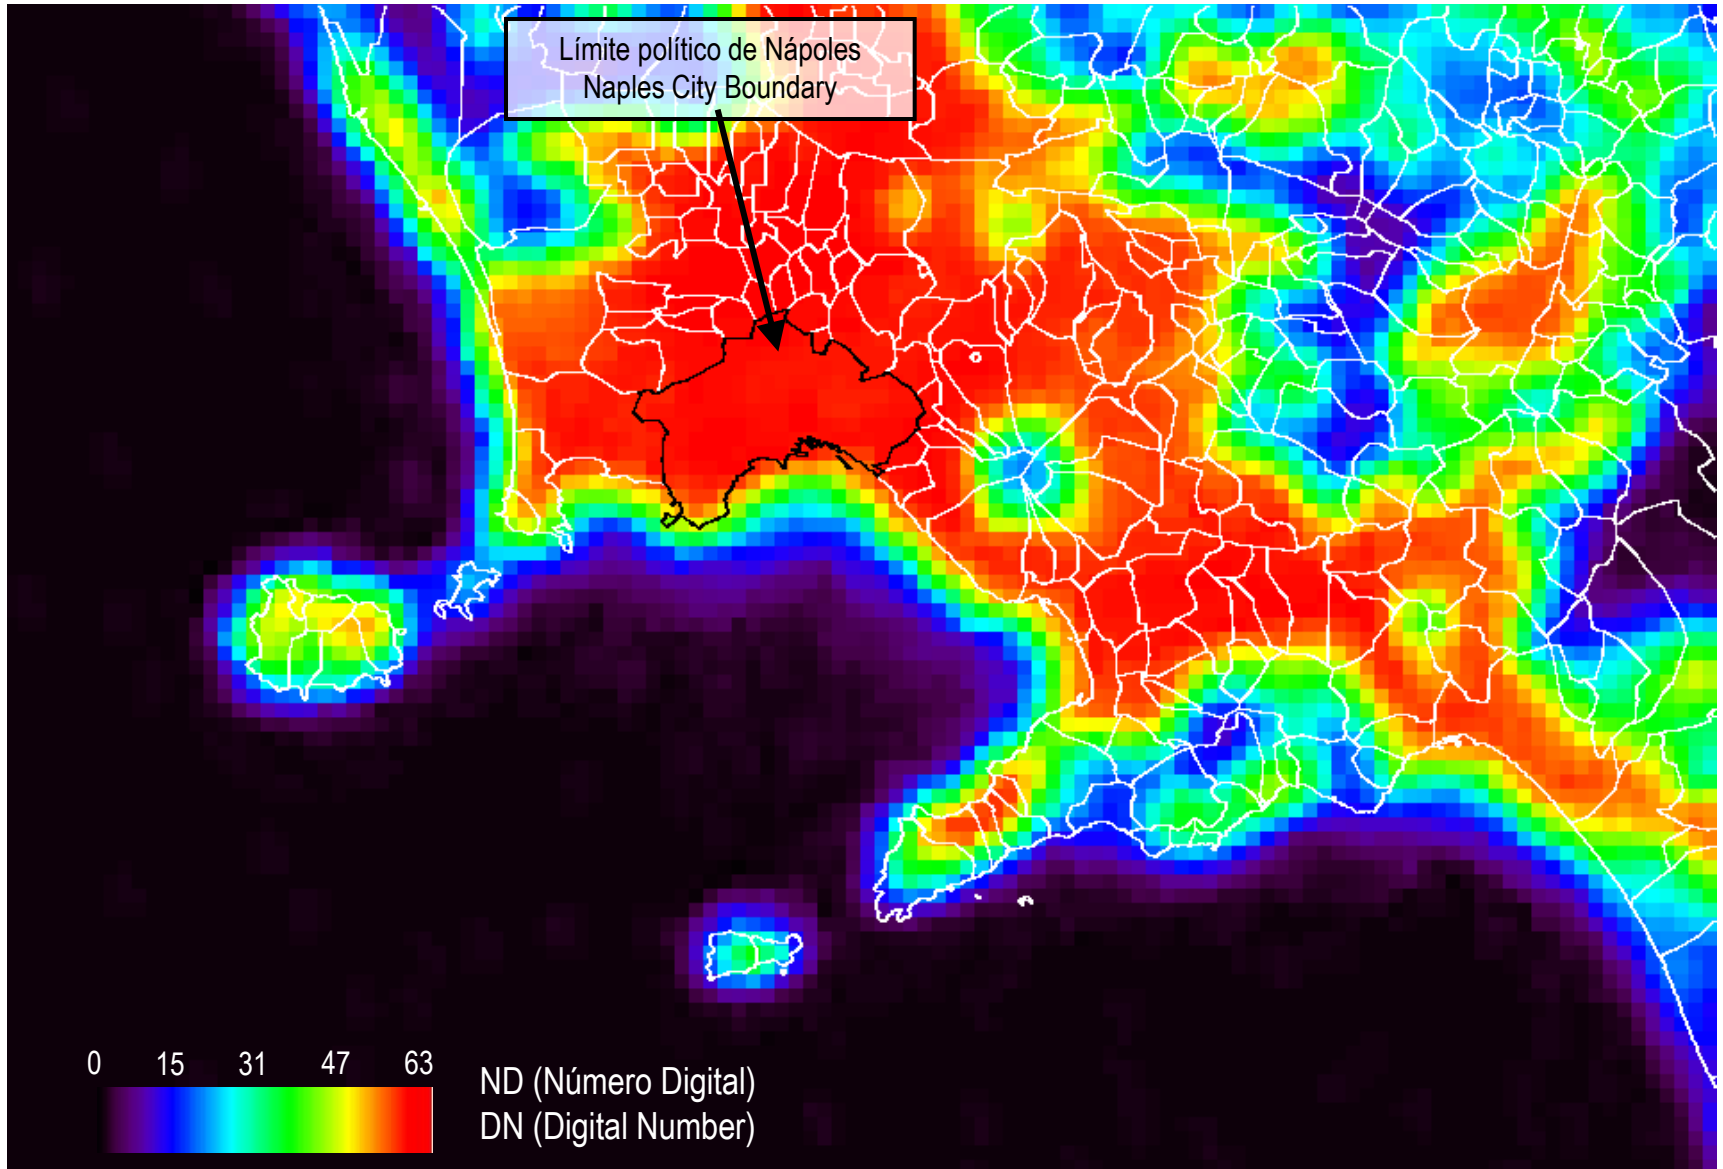 Límite político de Nápoles
Naples City Boundary
0 15 31 47 63
ND (Número Digital)
DN (Digital Number)